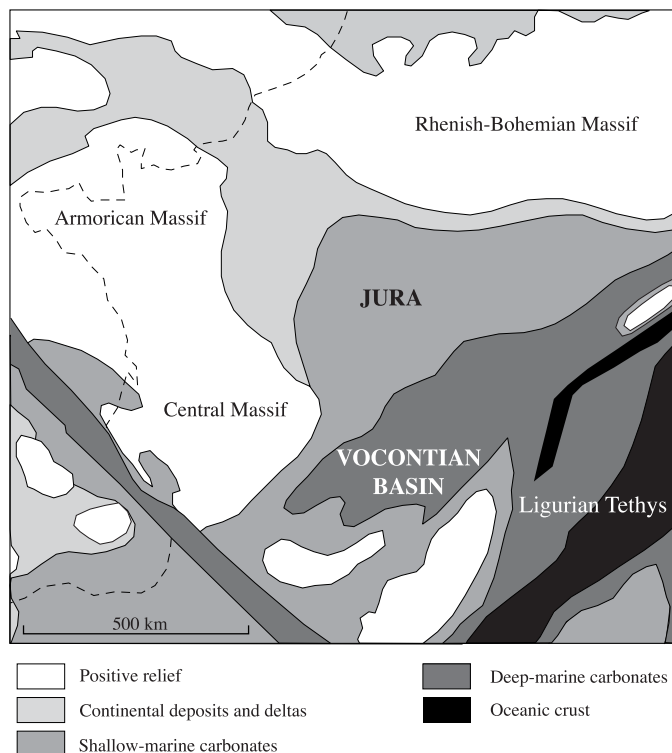 Rhenish-Bohemian Massif
Armorican Massif
JURA
Central Massif
VOCONTIAN
BASIN
Ligurian Tethys
500 km
Positive relief
Continental deposits and deltas
Shallow-marine carbonates
Deep-marine carbonates
Oceanic crust